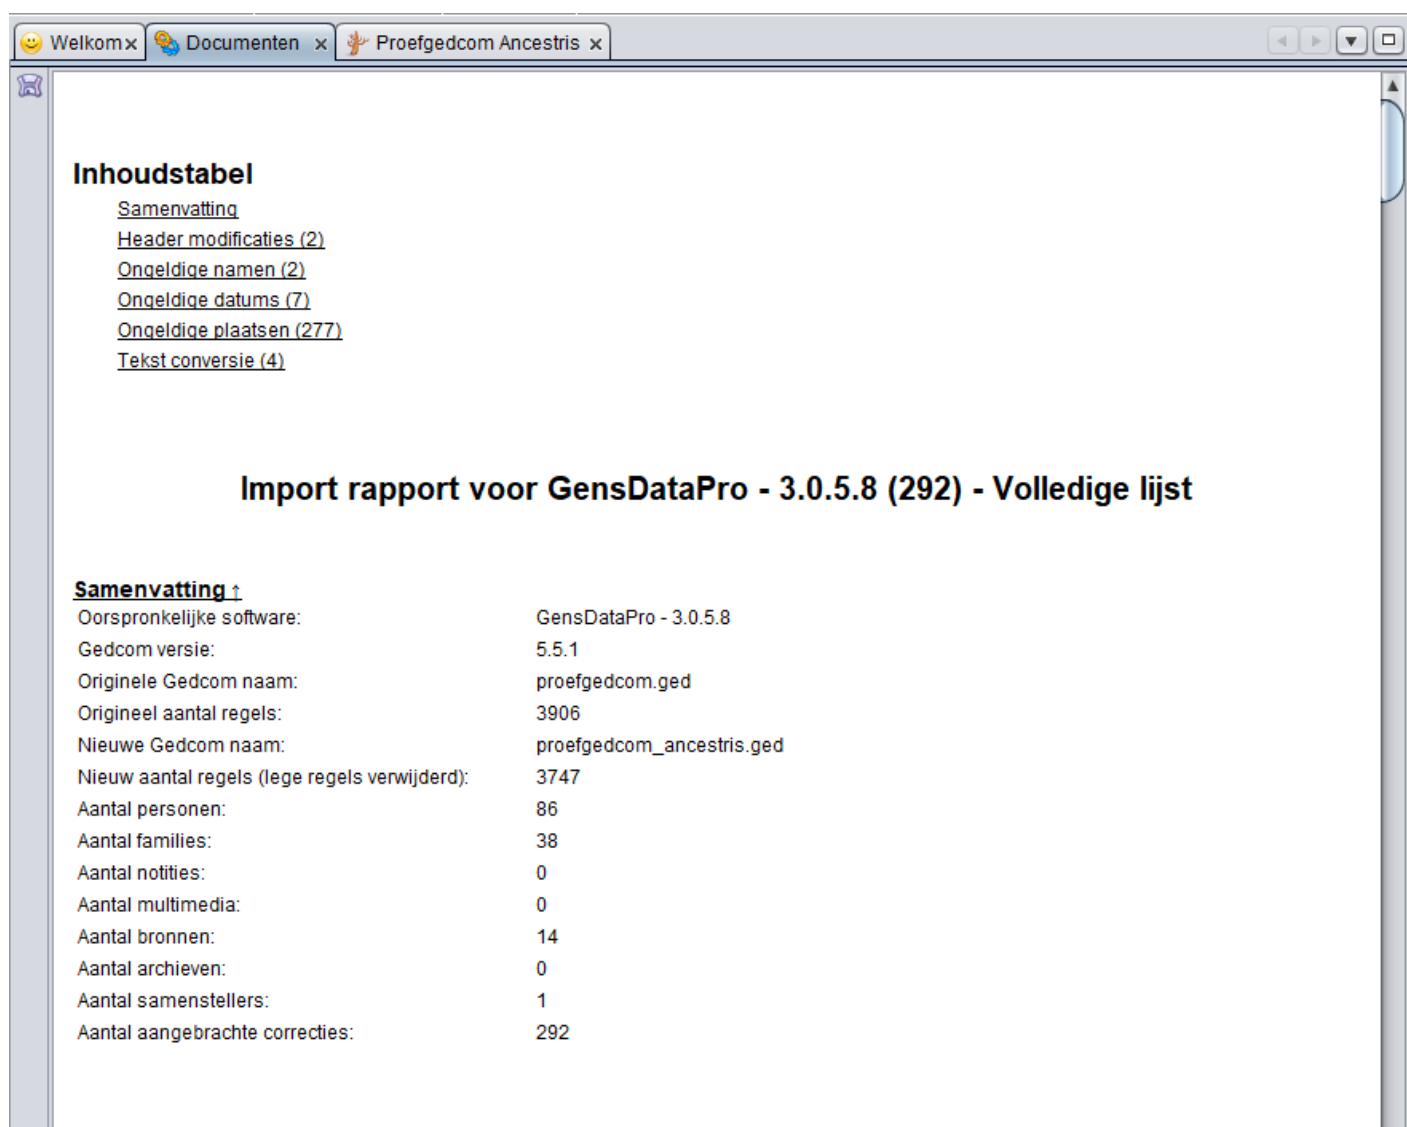 Welkom
Documenten
Proefgedcom Ancestris
Inhoudstabel
Samenvatting
Header modificaties (2)
Ongeldige namen (2)
Ongeldige datums (7)
Ongeldige plaatsen (277)
Tekst conversie (4)
Import rapport voor GensDataPro - 3.0.5.8 (292) - Volledige lijst
Samenvatting ↑
Oorspronkelijke software: GensDataPro - 3.0.5.8
Gedcom versie: 5.5.1
Originele Gedcom naam: proefgedcom.ged
Origineel aantal regels: 3906
Nieuwe Gedcom naam: proefgedcom_ancestris.ged
Nieuw aantal regels (lege regels verwijderd): 3747
Aantal personen: 86
Aantal families: 38
Aantal notities: 0
Aantal multimedia: 0
Aantal bronnen: 14
Aantal archieven: 0
Aantal samenstellers: 1
Aantal aangebrachte correcties: 292